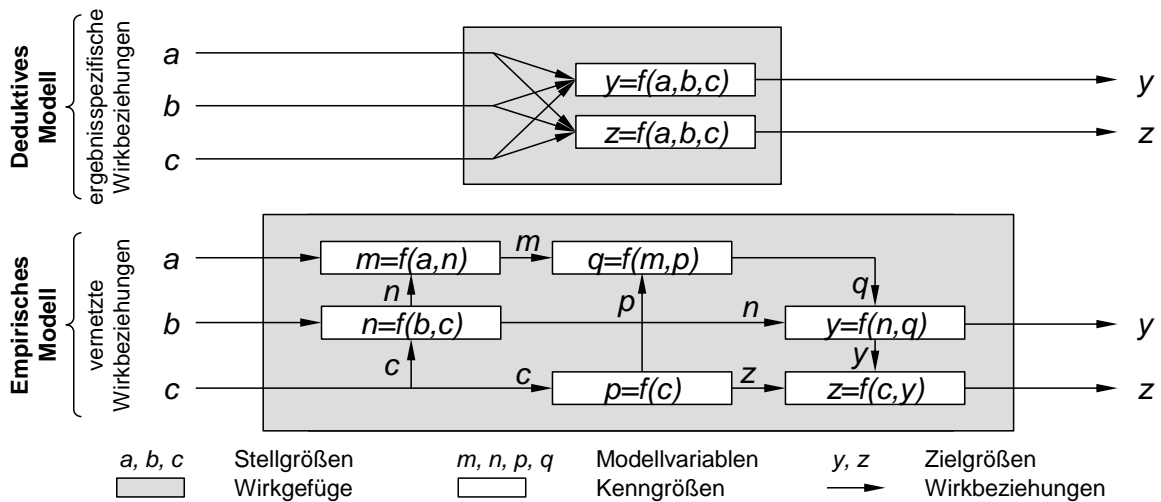 Deduktives
Modell
ergebnisspezifische
Wirkbeziehungen
a
b
c
y=f(a,b,c)
z=f(a,b,c)
y
z
Empirisches
Modell
vernetzte
Wirkbeziehungen
a
b
c
m=f(a,n)
m
q=f(m,p)
n
p
q
n=f(b,c)
n
y=f(n,q)
y
c
c
p=f(c)
z
y
z=f(c,y)
z
a, b, c Stellgrößen m, n, p, q Modellvariablen y, z Zielgrößen
Wirkgefüge Kenngrößen Wirkbeziehungen